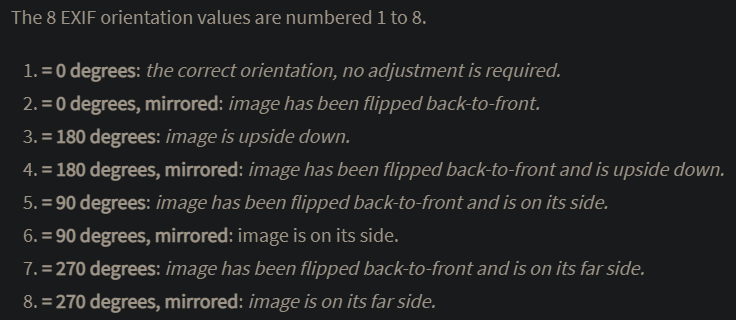 The 8 EXIF orientation values are numbered 1 to 8.
1. = 0 degrees: the correct orientation, no adjustment is required.
2. = 0 degrees, mirrored: image has been flipped back-to-front.
3. = 180 degrees: image is upside down.
4. = 180 degrees, mirrored: image has been flipped back-to-front and is upside down.
5. = 90 degrees: image has been flipped back-to-front and is on its side.
6. = 90 degrees, mirrored: image is on its side.
7. = 270 degrees: image has been flipped back-to-front and is on its far side.
8. = 270 degrees, mirrored: image is on its far side.